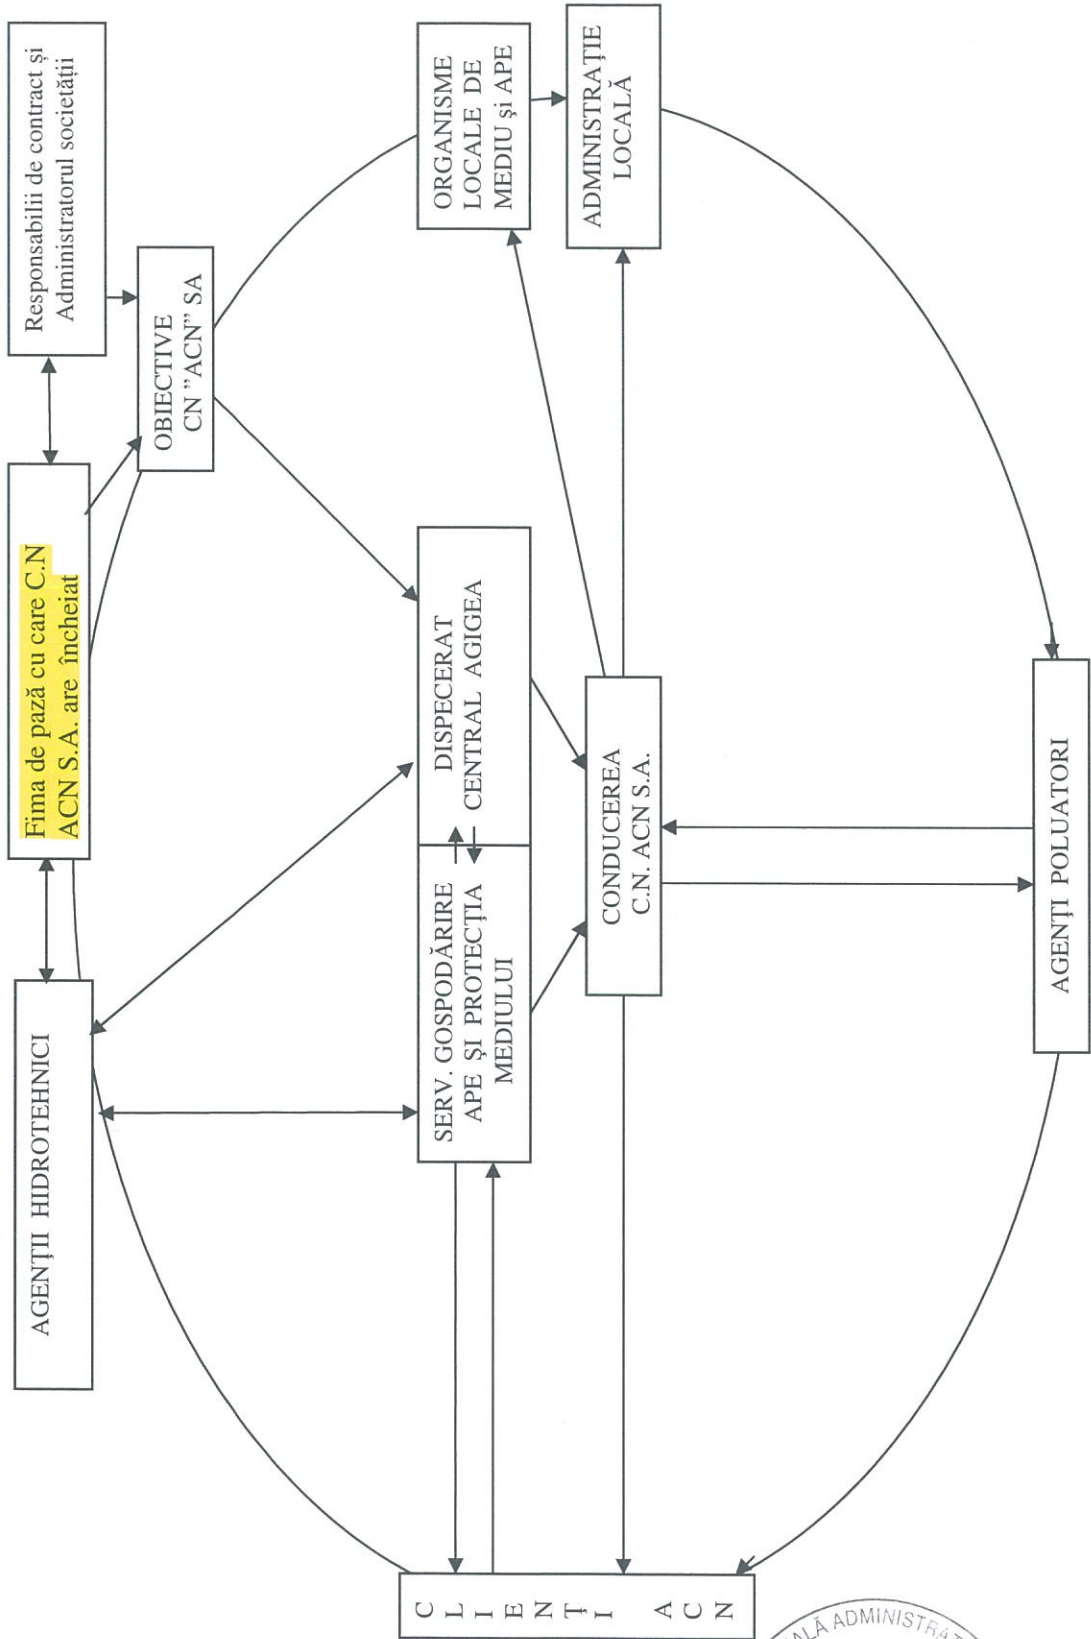 AGENȚII HIDROTEHNICI
Fima de pază cu care C.N
ACN S.A. are încheiat
Responsabilii de contract și
Administratorul societății
OBIECTIVE
CN ”ACN” SA
CLIENȚI ACN
SERV. GOSPODĂRIRE
APE ȘI PROTECȚIA
MEDIULUI
DISPECERAT
CENTRAL AGIGEA
ORGANISME
LOCALE DE
MEDIU și APE
ADMINISTRAȚIE
LOCALĂ
CONDUCEREA
C.N. ACN S.A.
AGENȚI POLUATORI